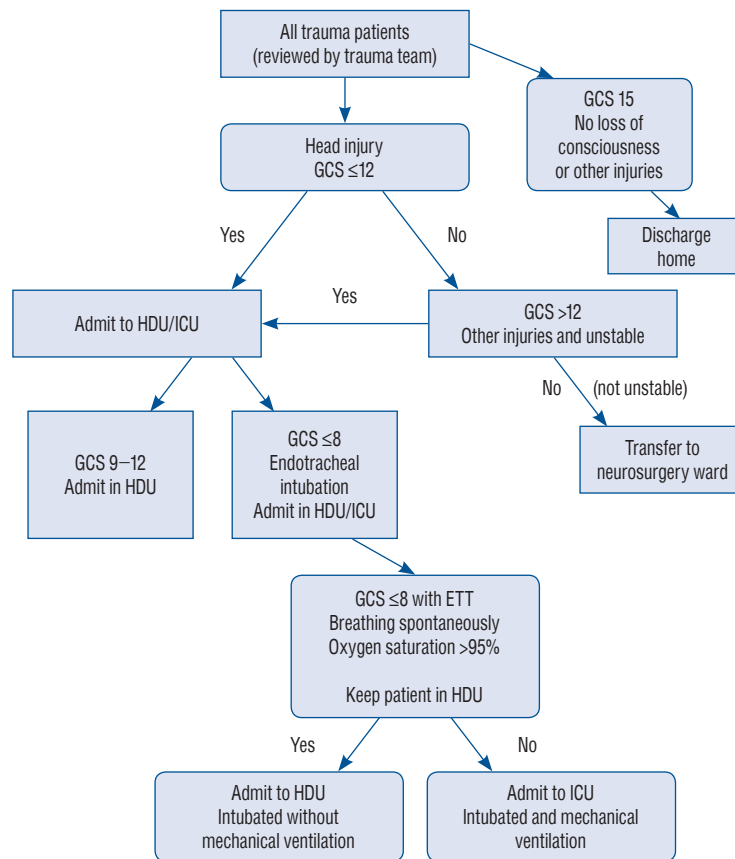 All trauma patients
(reviewed by trauma team)
GCS 15
No loss of
consciousness
or other injuries
Head injury
GCS ≤12
Yes
No
Discharge
home
Admit to HDU/ICU
Yes
GCS >12
Other injuries and unstable
No (not unstable)
GCS 9–12
Admit in HDU
GCS ≤8
Endotracheal
intubation
Admit in HDU/ICU
Transfer to
neurosurgery ward
GCS ≤8 with ETT
Breathing spontaneously
Oxygen saturation >95%
Keep patient in HDU
Yes
No
Admit to HDU
Intubated without
mechanical ventilation
Admit to ICU
Intubated and mechanical
ventilation